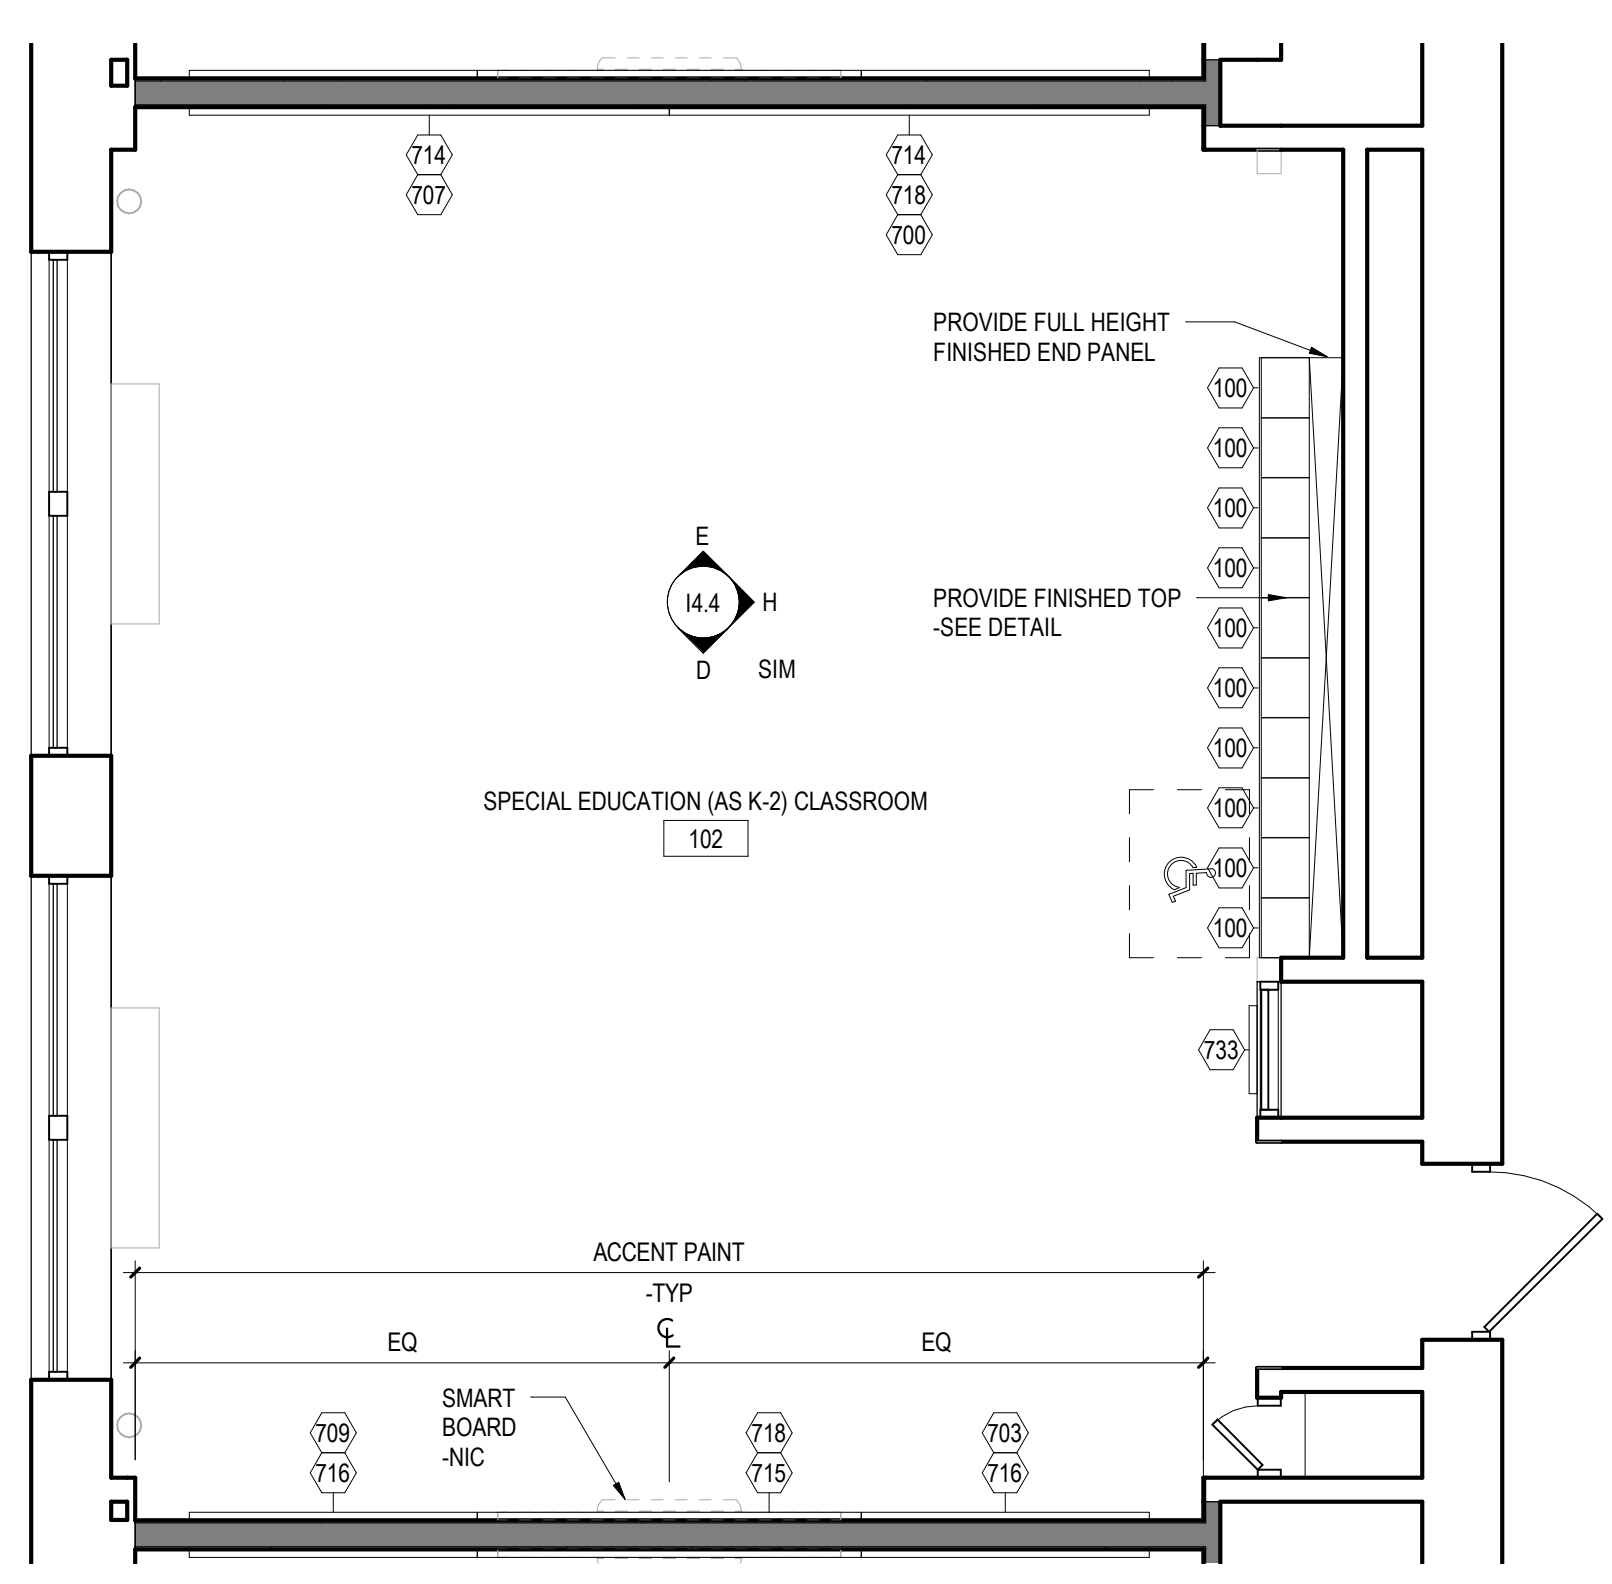 714
707
714
718
700
PROVIDE FULL HEIGHT
FINISHED END PANEL
100
100
100
100
E
I4.4
H
D
SIM
PROVIDE FINISHED TOP
-SEE DETAIL
100
100
100
SPECIAL EDUCATION (AS K-2) CLASSROOM
102
100
100
100
733
ACCENT PAINT
-TYP
CL
EQ
EQ
SMART
BOARD
-NIC
709
716
718
715
703
716